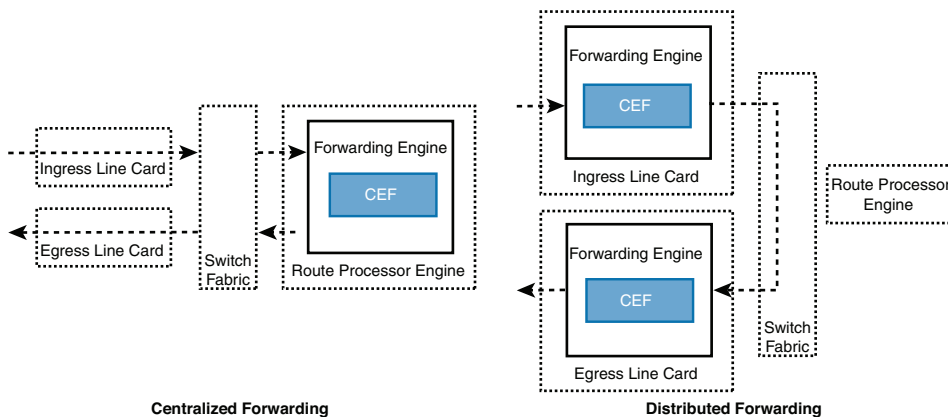 Ingress Line Card
Egress Line Card
Switch
Fabric
Forwarding Engine
CEF
Route Processor Engine
Centralized Forwarding
Forwarding Engine
CEF
Ingress Line Card
Forwarding Engine
CEF
Egress Line Card
Switch
Fabric
Route Processor
Engine
Distributed Forwarding